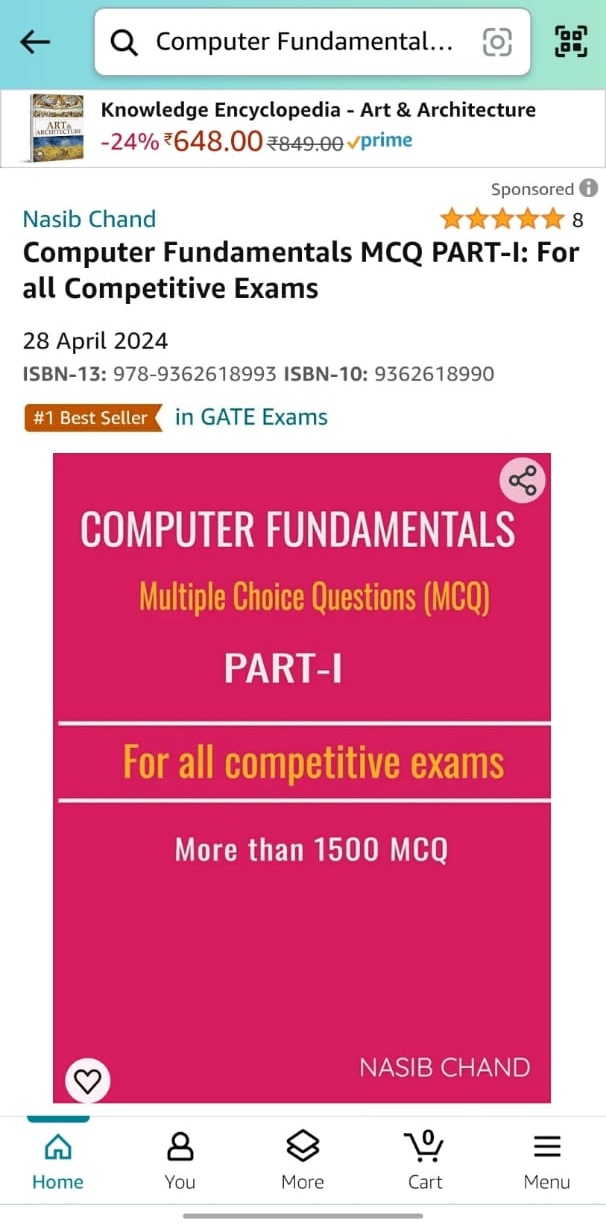 Computer Fundamental...
ART &
ARCHITECTURE
Knowledge Encyclopedia - Art & Architecture
-24% ₹648.00 ₹849.00 prime
Sponsored
Nasib Chand 8
Computer Fundamentals MCQ PART-I: For
all Competitive Exams
28 April 2024
ISBN-13: 978-9362618993 ISBN-10: 9362618990
#1 Best Seller in GATE Exams
COMPUTER FUNDAMENTALS
Multiple Choice Questions (MCQ)
PART-I
For all competitive exams
More than 1500 MCQ
NASIB CHAND
0
Home You More Cart Menu